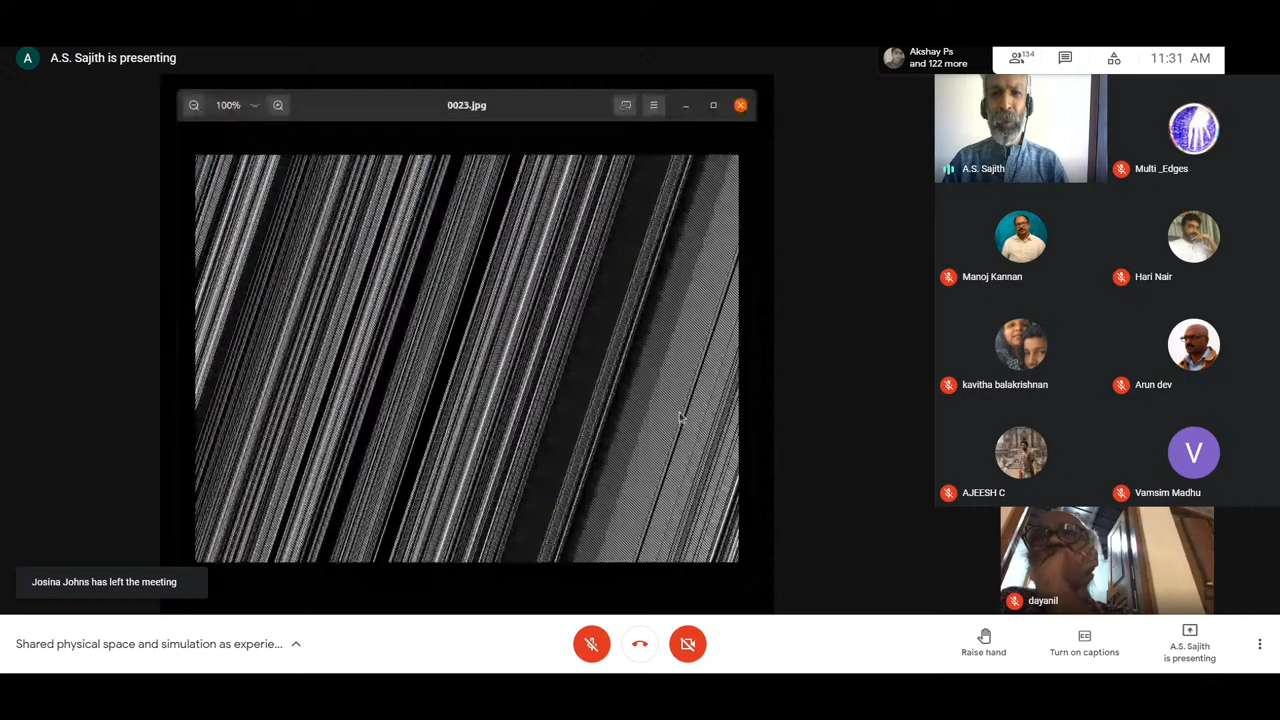 A
A.S. Sajith is presenting
Akshay Ps
and 122 more
134
11:31 AM
100%
0023.jpg
A.S. Sajith
Multi _Edges
Manoj Kannan
Hari Nair
kavitha balakrishnan
Arun dev
AJEESH C
V
Vamsim Madhu
dayanil
Josina Johns has left the meeting
Shared physical space and simulation as experie...
Raise hand
CC
Turn on captions
A.S. Sajith
is presenting